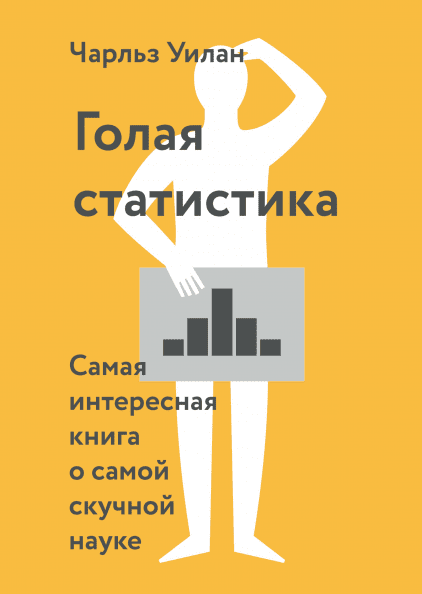 Чарльз Уилан
Голая
статистика
Самая
интересная
книга
о самой
скучной
науке